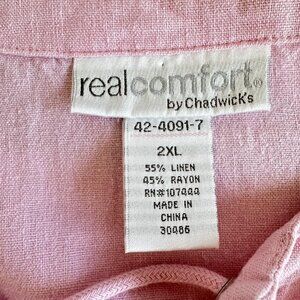 realcomfort®
by Chadwick's
42-4091-7
2XL
55% LINEN
45% RAYON
RN#107444
MADE IN
CHINA
30486